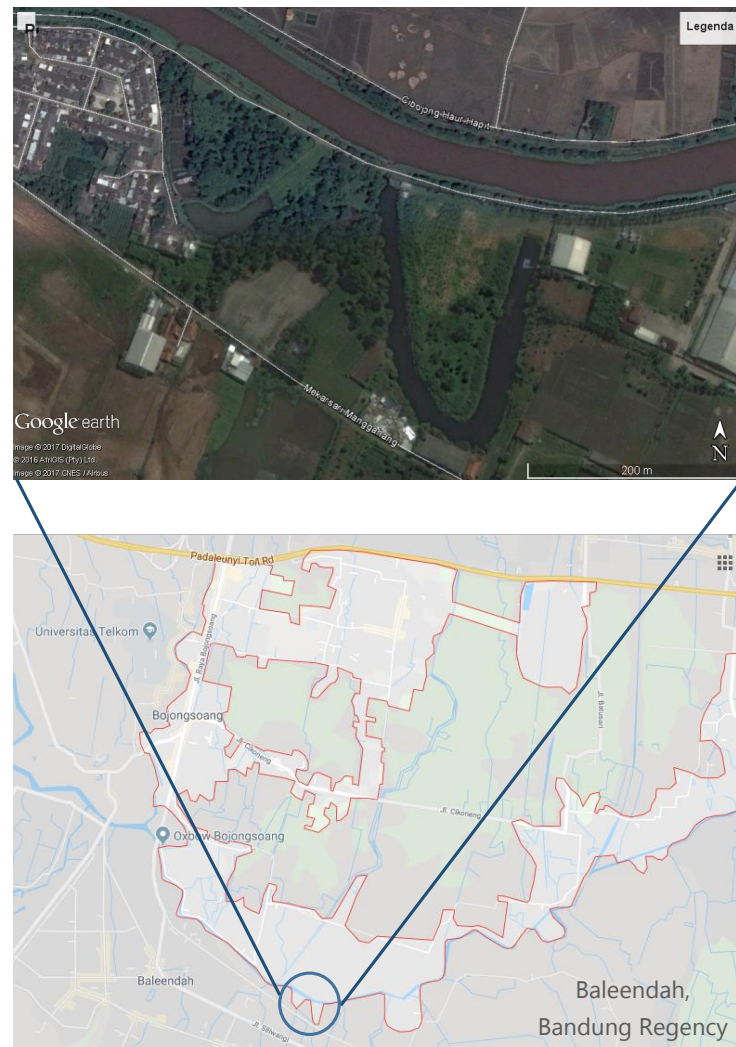 Pr
Legenda
Cibojong Haur Hapit
Mekarsari Manggahang
Google earth
Image © 2017 DigitalGlobe
© 2016 AfriGIS (Pty) Ltd.
Image © 2017 CNES / Airbus
N
200 m
Padaleunyi Toll Rd
Universitas Telkom
Jl. Raya Bojongsoang
Bojongsoang
Jl. Batusari
Jl. Cikoneng
Jl. Cikoneng
Oxbow Bojongsoang
Baleendah
Jl. Siliwangi
Baleendah,
Bandung Regency